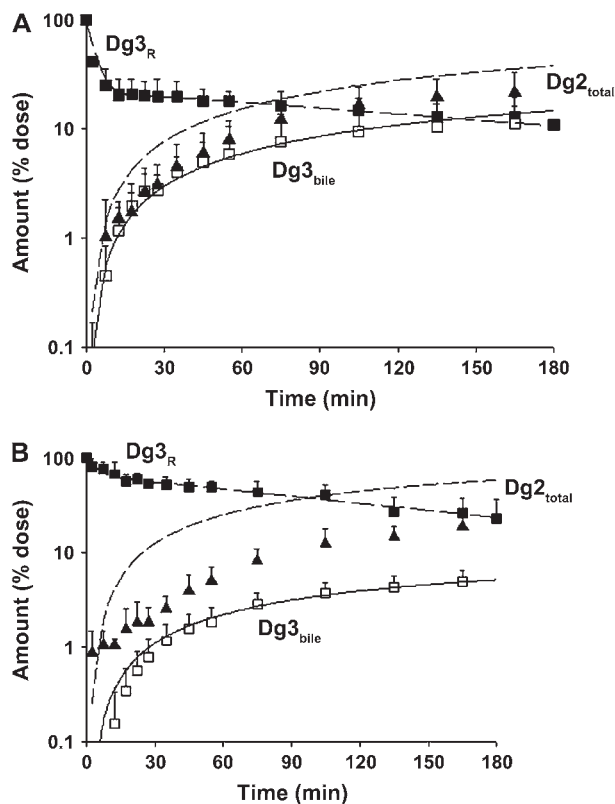 A
Amount (% dose)
100
10
1
0.1
Dg3R
Dg2total
Dg3bile
0 30 60 90 120 150 180
Time (min)
B
Amount (% dose)
100
10
1
0.1
Dg3R
Dg2total
Dg3bile
0 30 60 90 120 150 180
Time (min)